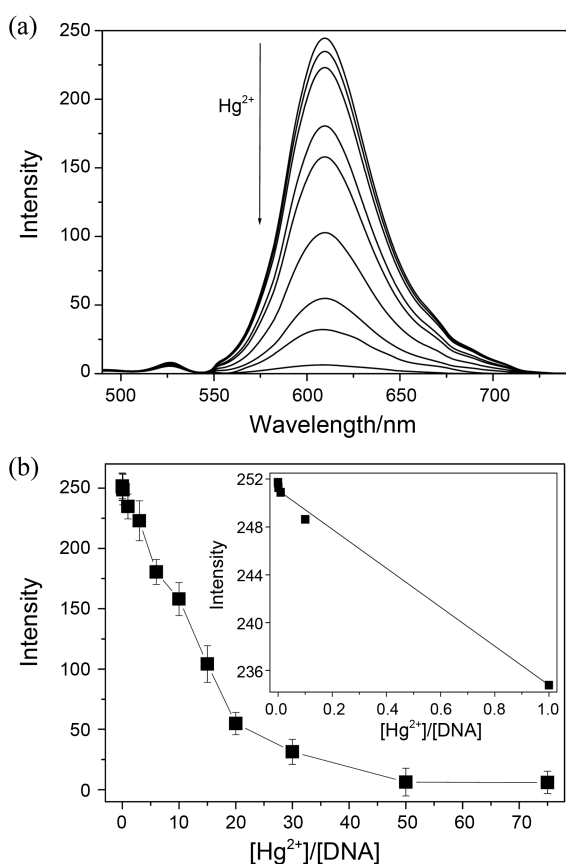 (a)
250
200
150
100
50
0
Intensity
Hg²⁺
500 550 600 650 700
Wavelength/nm
(b)
250
200
150
100
50
0
Intensity
252
248
244
240
236
Intensity
0.0 0.2 0.4 0.6 0.8 1.0
[Hg²⁺]/[DNA]
0 10 20 30 40 50 60 70
[Hg²⁺]/[DNA]